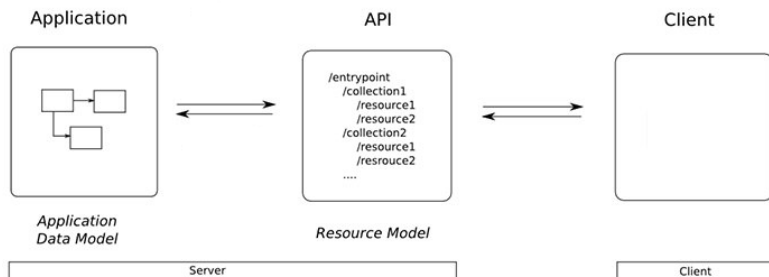 Application
API
Client
/entrypoint
/collection1
/resource1
/resource2
/collection2
/resource1
/resrouce2
....
Application
Data Model
Resource Model
Server
Client